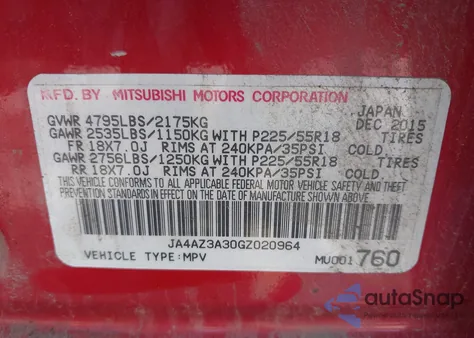 MFD. BY MITSUBISHI MOTORS CORPORATION
JAPAN
GVWR 4795LBS/2175KG DEC 2015
GAWR 2535LBS/1150KG WITH P225/55R18 TIRES
FR 18X7.0J RIMS AT 240KPA/35PSI COLD
GAWR 2756LBS/1250KG WITH P225/55R18 TIRES
RR 18X7.0J RIMS AT 240KPA/35PSI COLD
THIS VEHICLE CONFORMS TO ALL APPLICABLE FEDERAL MOTOR VEHICLE SAFETY AND THEFT
PREVENTION STANDARDS IN EFFECT ON THE DATE OF MANUFACTURE SHOWN ABOVE.
JA4AZ3A30GZ020964
VEHICLE TYPE:MPV MU001 760
autoSnap